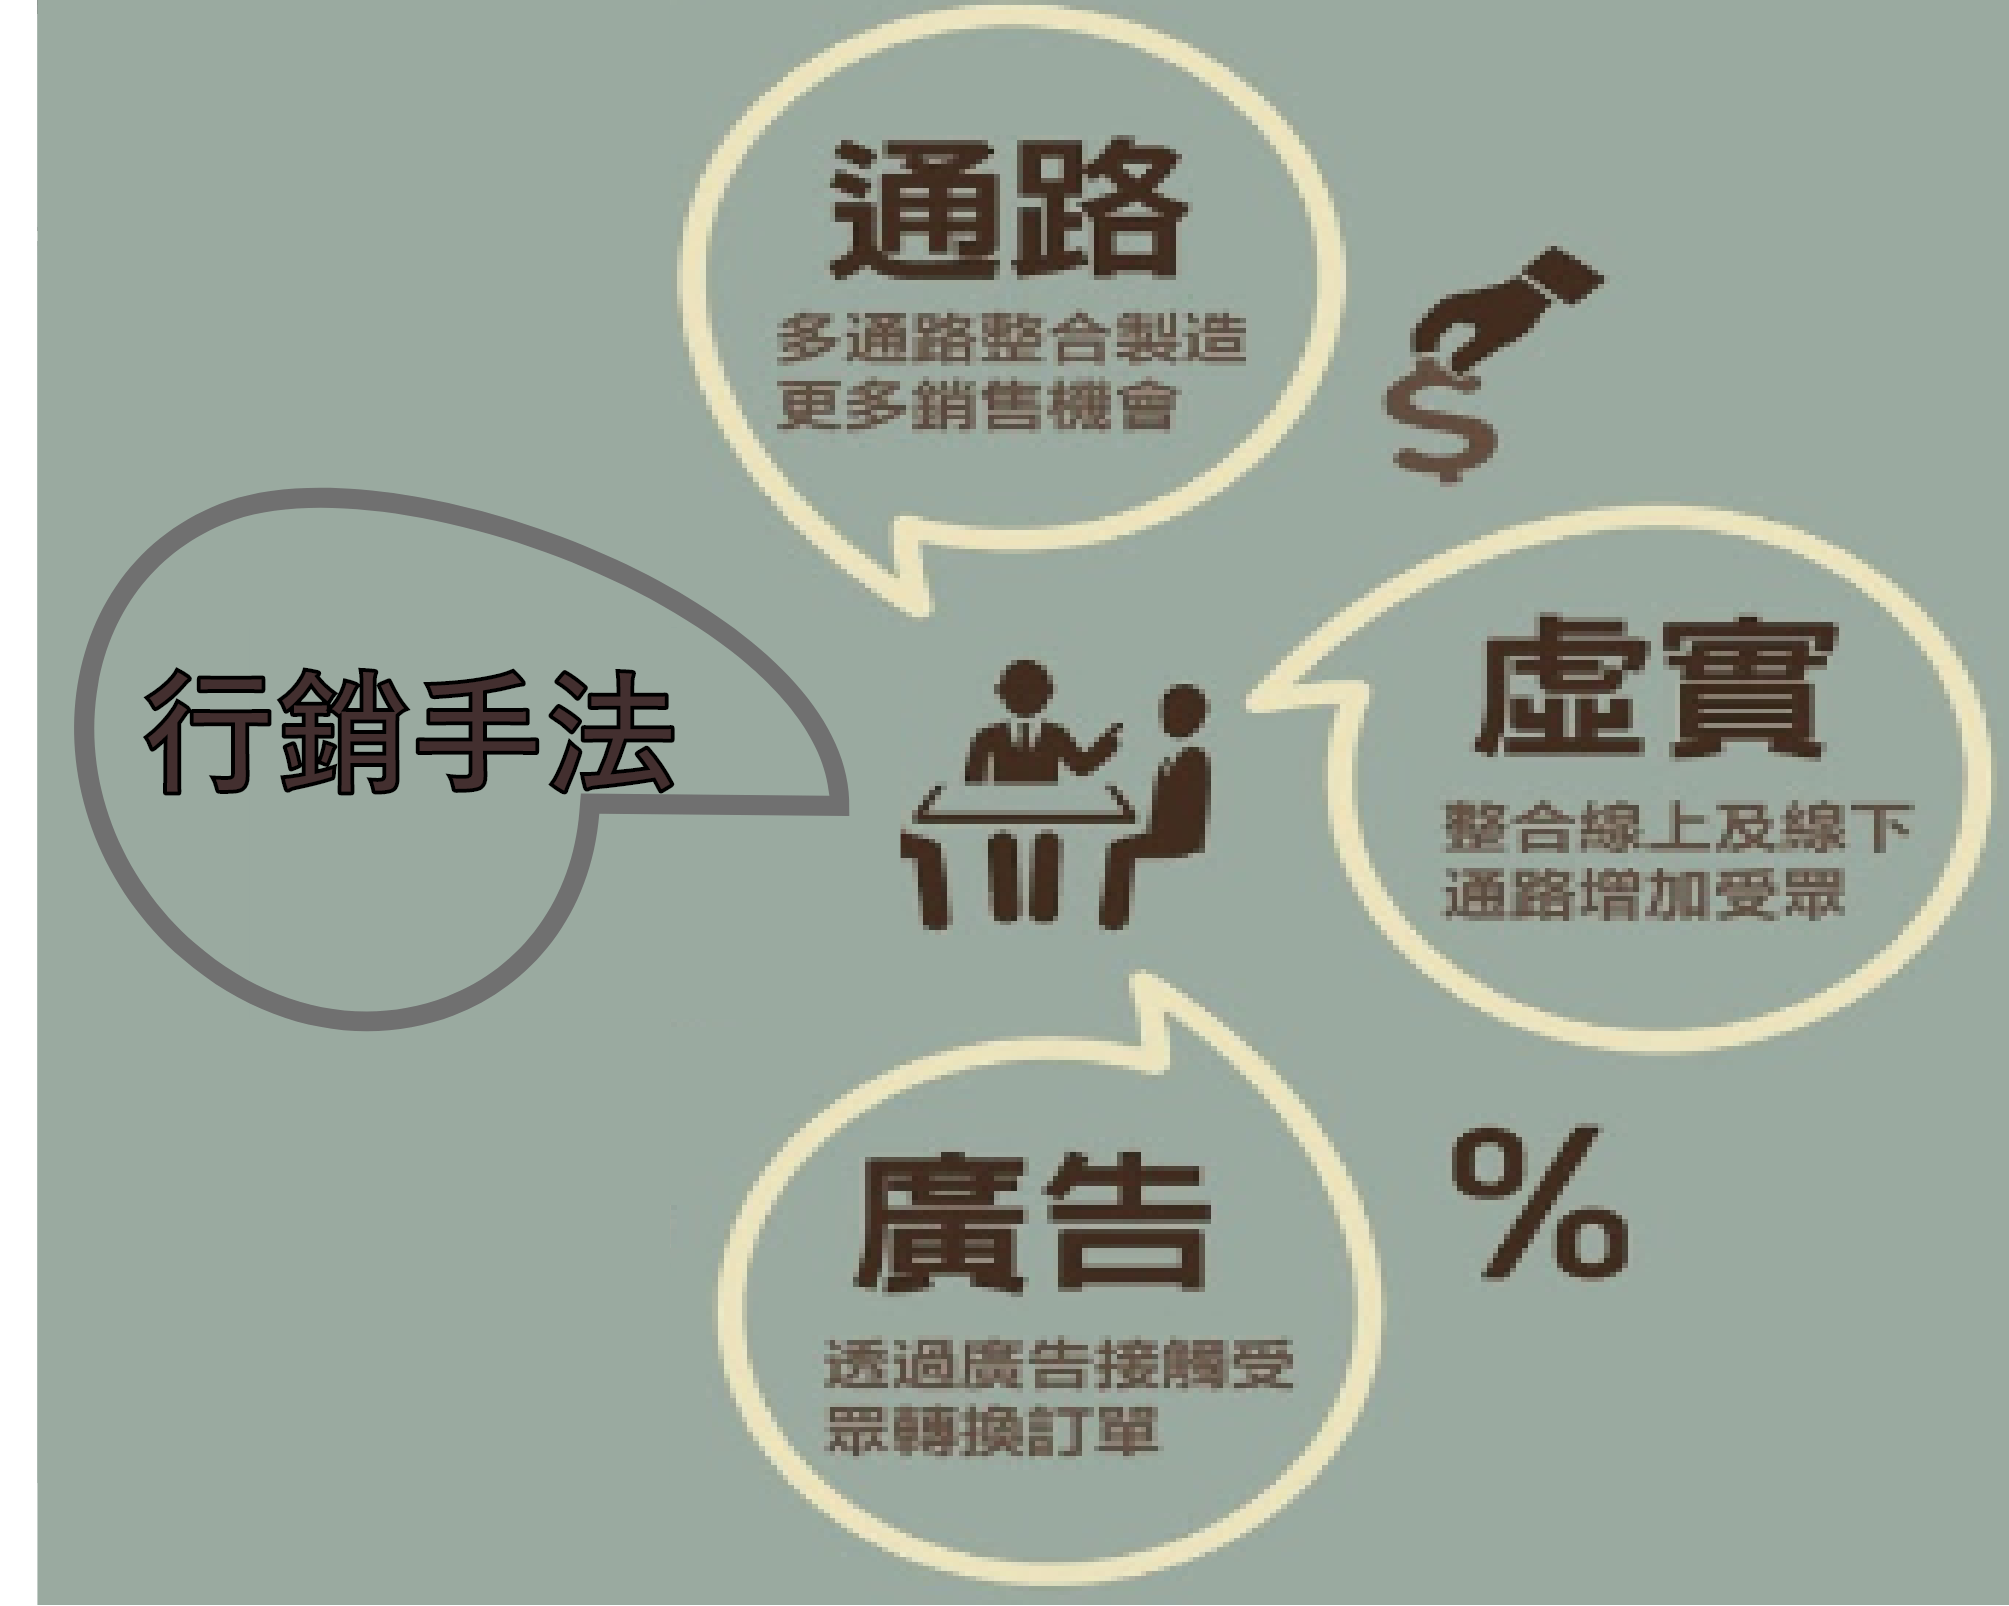 通路
多通路整合製造
更多銷售機會
$
行銷手法
虛實
整合線上及線下
通路增加受眾
廣告
透過廣告接觸受
眾轉換訂單
%